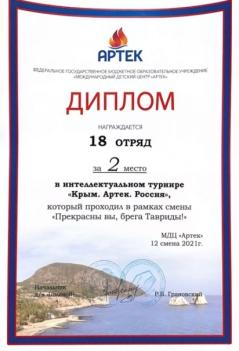 АРТЕК
ФЕДЕРАЛЬНОЕ ГОСУДАРСТВЕННОЕ БЮДЖЕТНОЕ ОБРАЗОВАТЕЛЬНОЕ УЧРЕЖДЕНИЕ
«МЕЖДУНАРОДНЫЙ ДЕТСКИЙ ЦЕНТР «АРТЕК»
ДИПЛОМ
НАГРАЖДАЕТСЯ
18 ОТРЯД
за 2 место
в интеллектуальном турнире
«Крым. Артек. Россия»,
который проходил в рамках смены
«Прекрасны вы, брега Тавриды!»
МДЦ «Артек»
12 смена 2021г.
Начальник
Р.В. Грановский